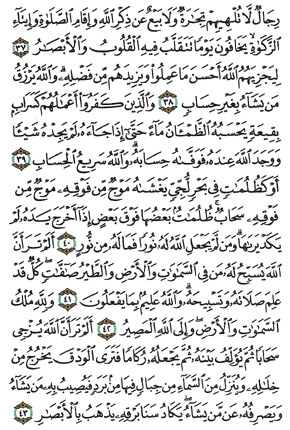 رِجَالٌ لَّا تُلْهِيهِمْ تِجَٰرَةٌ وَلَا بَيْعٌ عَن ذِكْرِ ٱللَّهِ وَإِقَامِ ٱلصَّلَوٰةِ وَإِيتَآءِ
ٱلزَّكَوٰةِ يَخَافُونَ يَوْمًا تَتَقَلَّبُ فِيهِ ٱلْقُلُوبُ وَٱلْأَبْصَٰرُ ٣٧
لِيَجْزِيَهُمُ ٱللَّهُ أَحْسَنَ مَا عَمِلُوا۟ وَيَزِيدَهُم مِّن فَضْلِهِۦ وَٱللَّهُ يَرْزُقُ
مَن يَشَآءُ بِغَيْرِ حِسَابٍ ٣٨ وَٱلَّذِينَ كَفَرُوٓا۟ أَعْمَٰلُهُمْ كَسَرَابٍۭ
بِقِيعَةٍ يَحْسَبُهُ ٱلظَّمْـَٔانُ مَآءً حَتَّىٰٓ إِذَا جَآءَهُۥ لَمْ يَجِدْهُ شَيْـًٔا
وَوَجَدَ ٱللَّهَ عِندَهُۥ فَوَفَّىٰهُ حِسَابَهُۥ وَٱللَّهُ سَرِيعُ ٱلْحِسَابِ ٣٩
أَوْ كَظُلُمَٰتٍ فِى بَحْرٍ لُّجِّىٍّ يَغْشَىٰهُ مَوْجٌ مِّن فَوْقِهِۦ مَوْجٌ مِّن
فَوْقِهِۦ سَحَابٌ ظُلُمَٰتٌۢ بَعْضُهَا فَوْقَ بَعْضٍ إِذَآ أَخْرَجَ يَدَهُۥ لَمْ
يَكَدْ يَرَىٰهَا وَمَن لَّمْ يَجْعَلِ ٱللَّهُ لَهُۥ نُورًا فَمَا لَهُۥ مِن نُّورٍ ٤٠ أَلَمْ تَرَ أَنَّ
ٱللَّهَ يُسَبِّحُ لَهُۥ مَن فِى ٱلسَّمَٰوَٰتِ وَٱلْأَرْضِ وَٱلطَّيْرُ صَٰٓفَّٰتٍ كُلٌّ قَدْ
عَلِمَ صَلَاتَهُۥ وَتَسْبِيحَهُۥ وَٱللَّهُ عَلِيمٌۢ بِمَا يَفْعَلُونَ ٤١ وَلِلَّهِ مُلْكُ
ٱلسَّمَٰوَٰتِ وَٱلْأَرْضِ وَإِلَى ٱللَّهِ ٱلْمَصِيرُ ٤٢ أَلَمْ تَرَ أَنَّ ٱللَّهَ يُزْجِى
سَحَابًا ثُمَّ يُؤَلِّفُ بَيْنَهُۥ ثُمَّ يَجْعَلُهُۥ رُكَامًا فَتَرَى ٱلْوَدْقَ يَخْرُجُ مِنْ
خِلَٰلِهِۦ وَيُنَزِّلُ مِنَ ٱلسَّمَآءِ مِن جِبَالٍ فِيهَا مِنۢ بَرَدٍ فَيُصِيبُ بِهِۦ مَن يَشَآءُ
وَيَصْرِفُهُۥ عَن مَّن يَشَآءُ يَكَادُ سَنَا بَرْقِهِۦ يَذْهَبُ بِٱلْأَبْصَٰرِ ٤٣